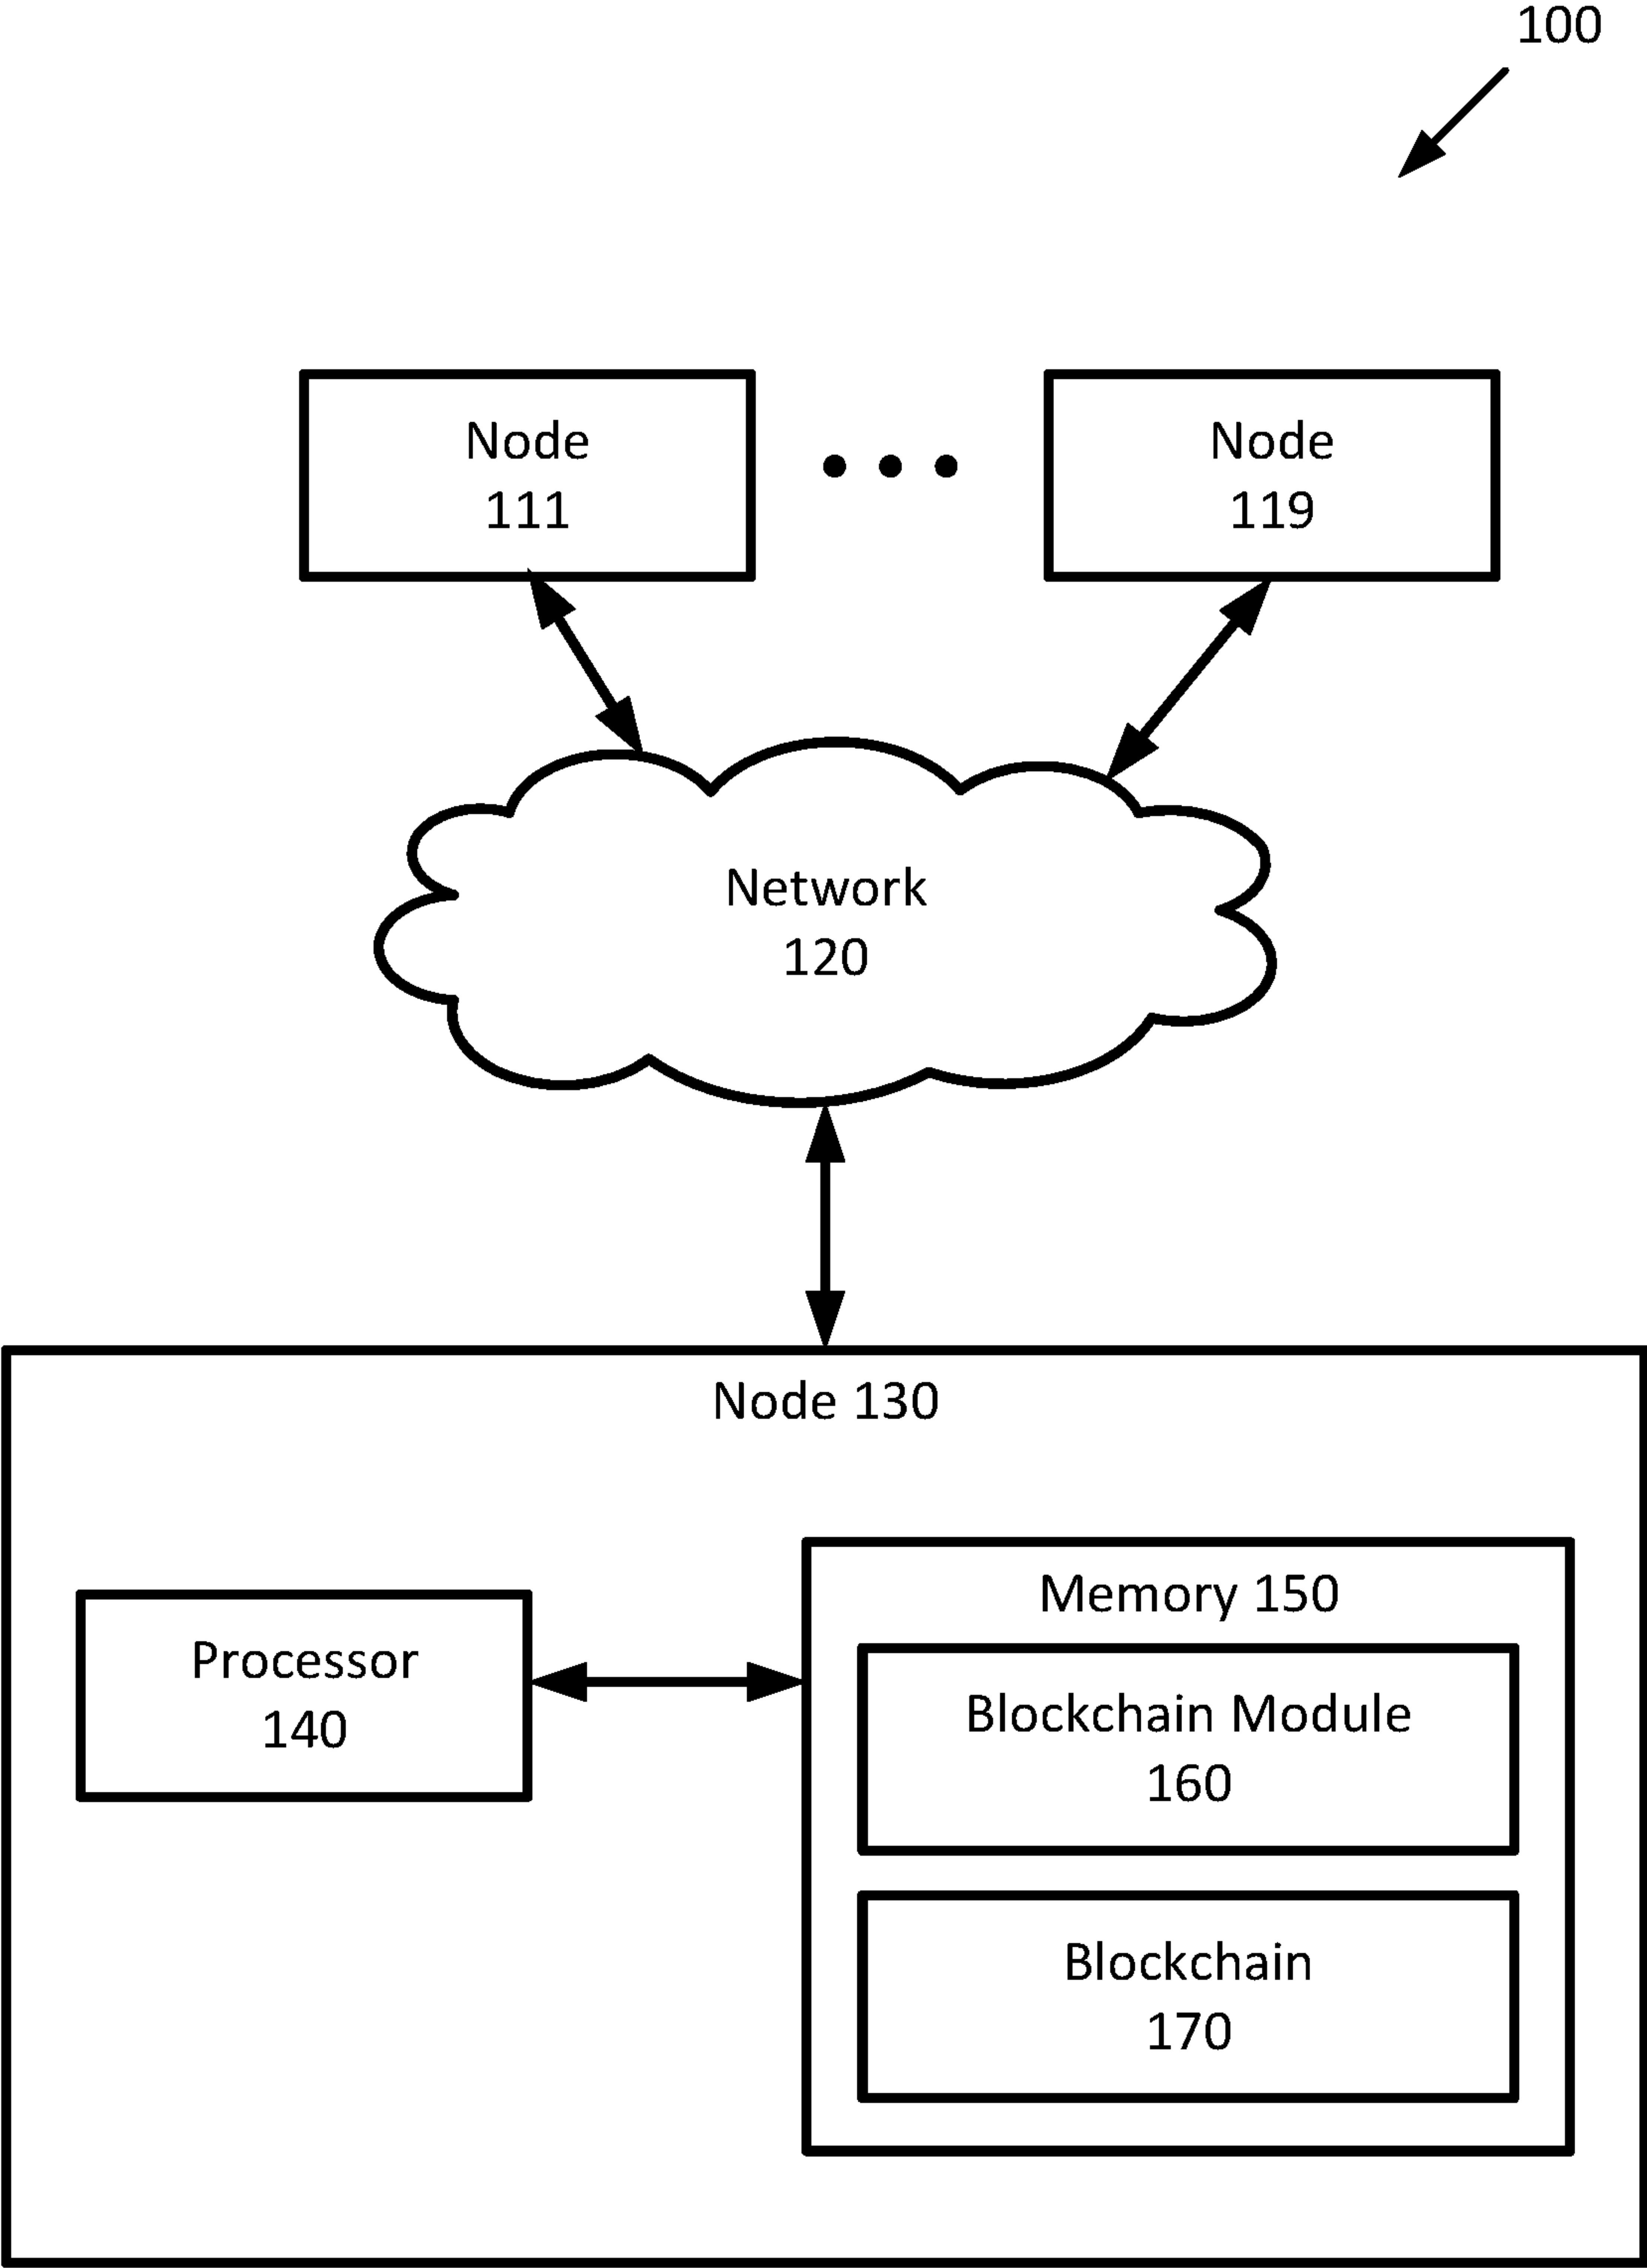 100
Node
111
Node
119
Network
120
Node 130
Processor
140
Memory 150
Blockchain Module
160
Blockchain
170